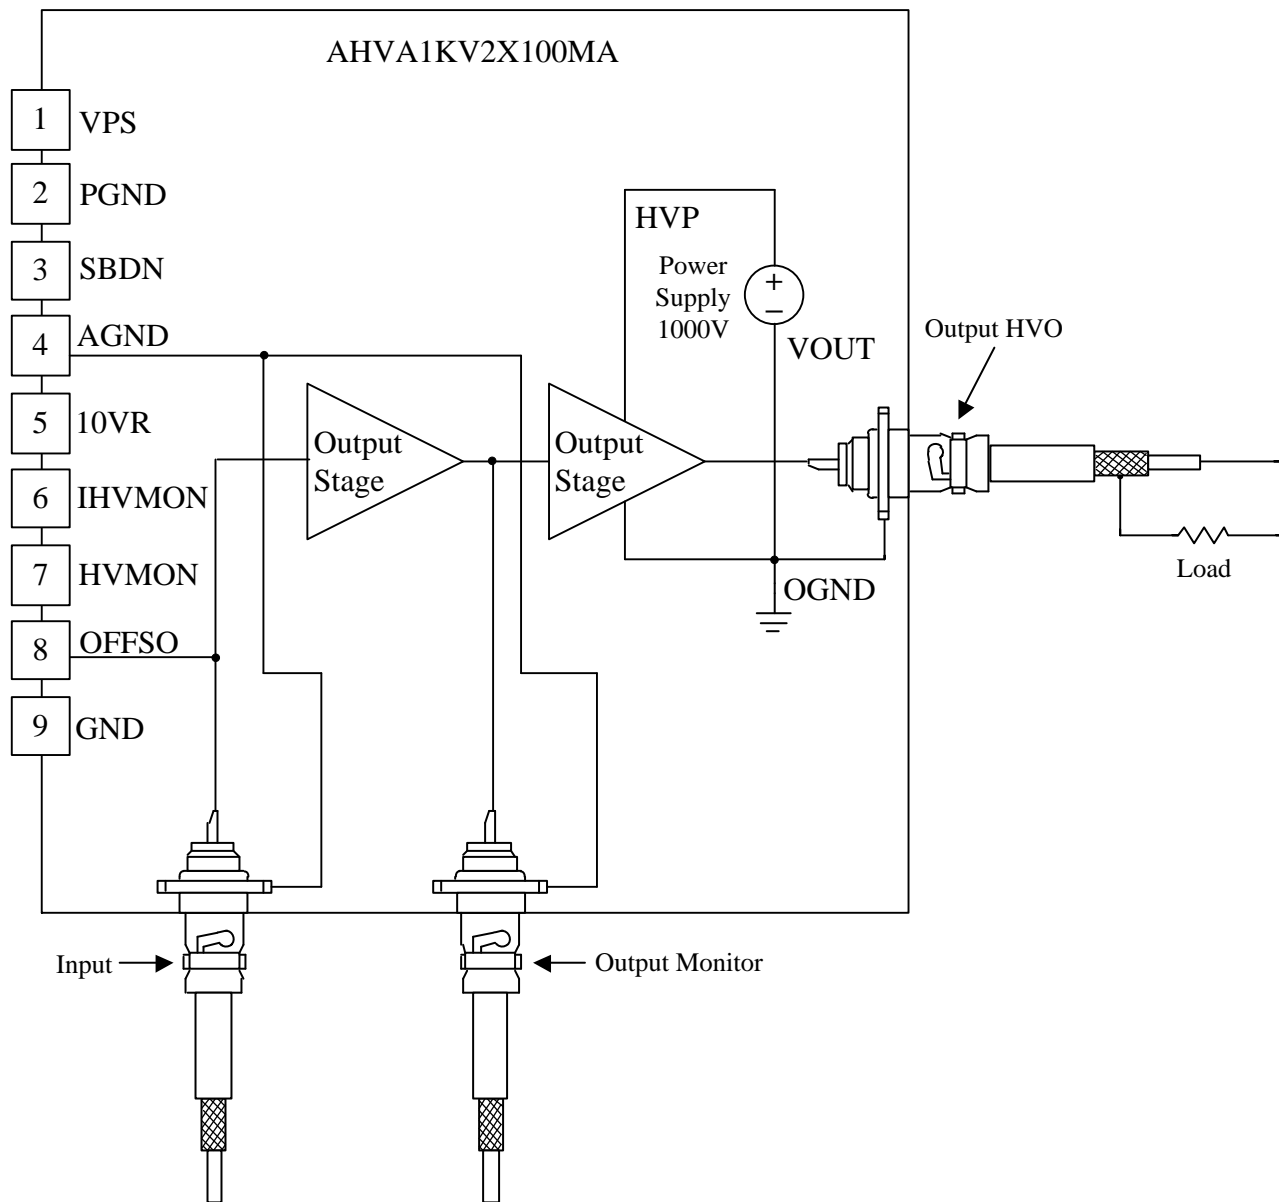 AHVA1KV2X100MA
1 VPS
2 PGND
3 SBDN
4 AGND
5 10VR
6 IHVMON
7 HVMON
8 OFFSO
9 GND
HVP
Power
Supply
1000V
+
−
VOUT
Output HVO
Output
Stage
Output
Stage
OGND
Load
Input
Output Monitor